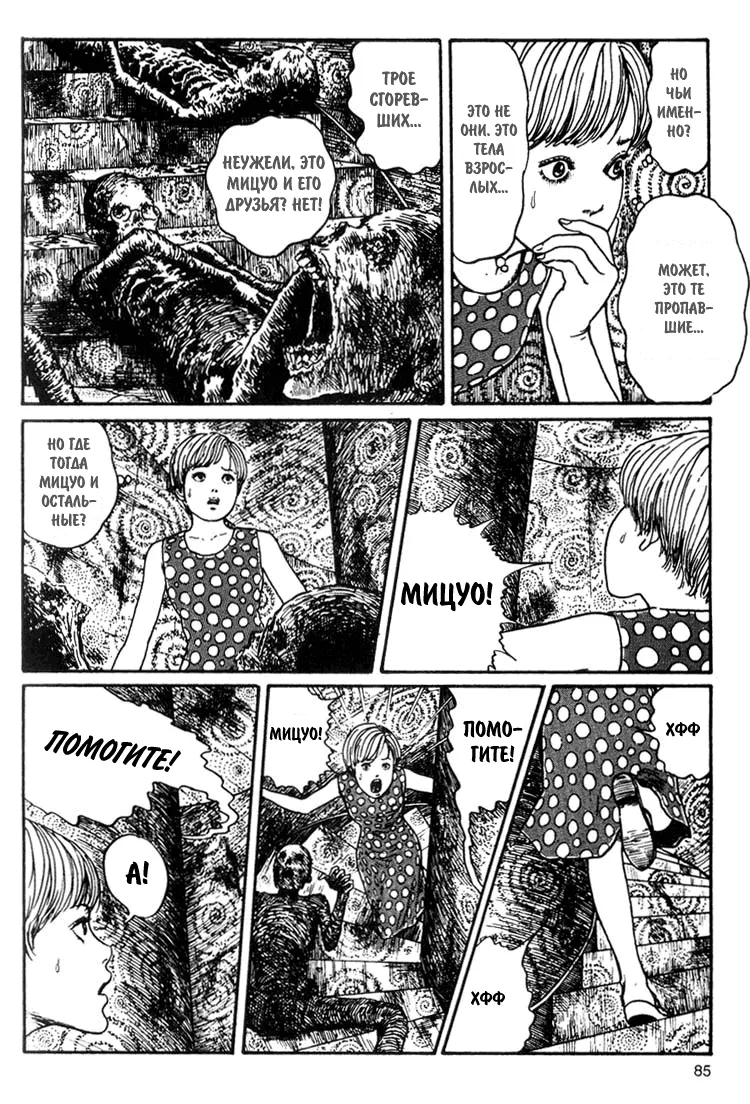 ТРОЕ
СГОРЕВ-
ШИХ...
НЕУЖЕЛИ, ЭТО
МИЦУО И ЕГО
ДРУЗЬЯ? НЕТ!
ЭТО НЕ
ОНИ. ЭТО
ТЕЛА
ВЗРОС-
ЛЫХ...
НО
ЧЬИ
ИМЕН-
НО?
МОЖЕТ,
ЭТО ТЕ
ПРОПАВ-
ШИЕ...
НО ГДЕ
ТОГДА
МИЦУО И
ОСТАЛЬ-
НЫЕ?
МИЦУО!
ПОМОГИТЕ!
А!
МИЦУО!
ПОМО-
ГИТЕ!
ХФФ
ХФФ
85